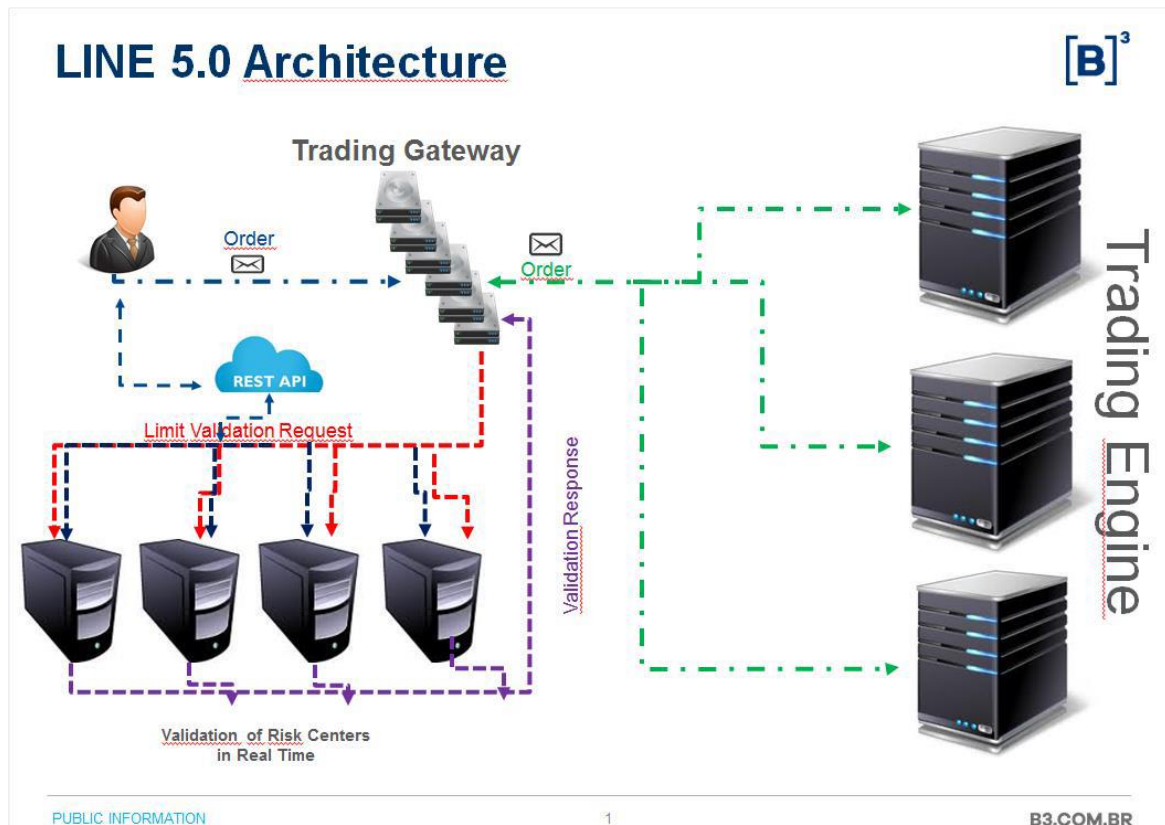 LINE 5.0 Architecture
[B]³
Trading Gateway
Order
Order
REST API
Limit Validation Request
Validation Response
Trading Engine
Validation of Risk Centers
in Real Time
PUBLIC INFORMATION
1
B3.COM.BR